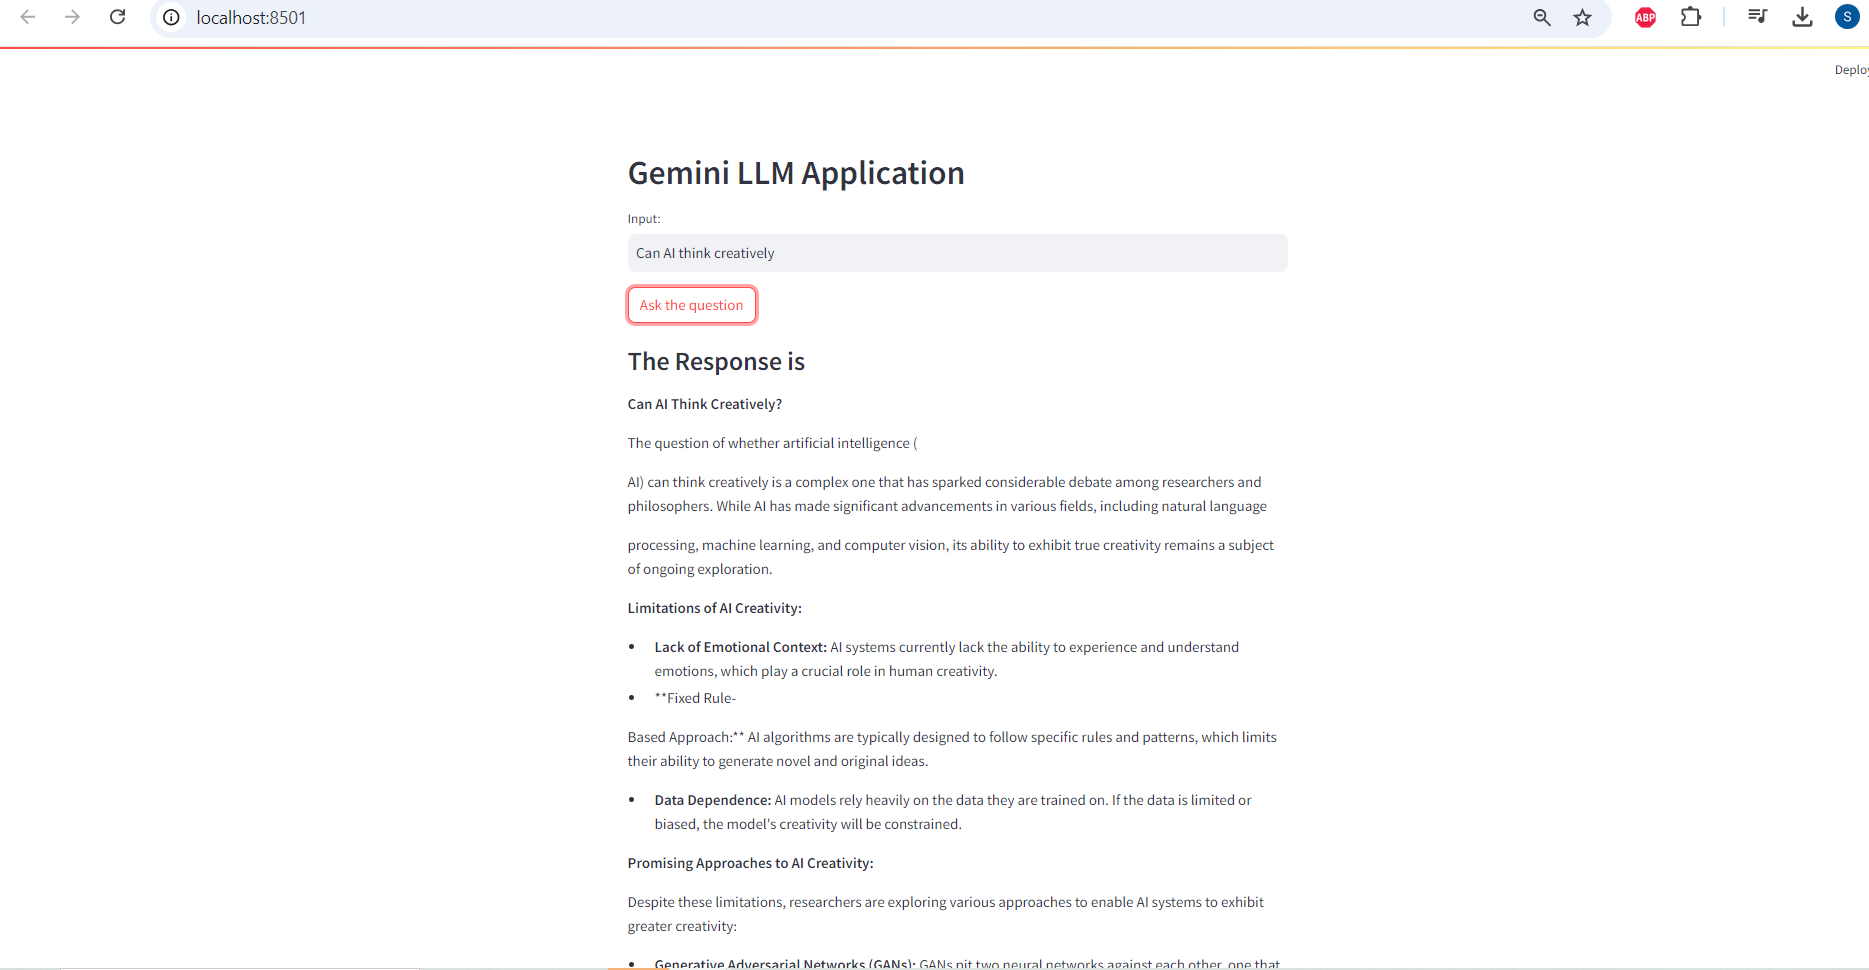 localhost:8501
ABP
S
Deploy
Gemini LLM Application
Input:
Can AI think creatively
Ask the question
The Response is
Can AI Think Creatively?
The question of whether artificial intelligence (
AI) can think creatively is a complex one that has sparked considerable debate among researchers and
philosophers. While AI has made significant advancements in various fields, including natural language
processing, machine learning, and computer vision, its ability to exhibit true creativity remains a subject
of ongoing exploration.
Limitations of AI Creativity:
• Lack of Emotional Context: AI systems currently lack the ability to experience and understand
emotions, which play a crucial role in human creativity.
• **Fixed Rule-
Based Approach:** AI algorithms are typically designed to follow specific rules and patterns, which limits
their ability to generate novel and original ideas.
• Data Dependence: AI models rely heavily on the data they are trained on. If the data is limited or
biased, the model's creativity will be constrained.
Promising Approaches to AI Creativity:
Despite these limitations, researchers are exploring various approaches to enable AI systems to exhibit
greater creativity:
• Generative Adversarial Networks (GANs): GANs pit two neural networks against each other, one that